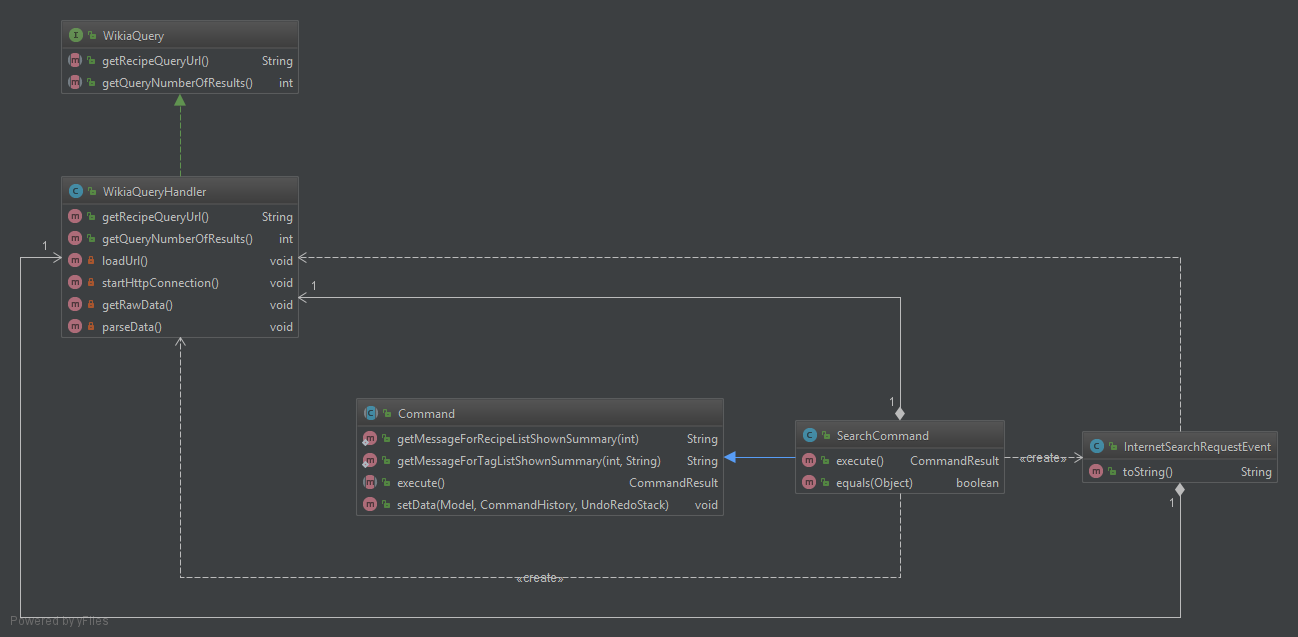 I WikiaQuery
m getRecipeQueryUrl() String
m getQueryNumberOfResults() int
C WikiaQueryHandler
m getRecipeQueryUrl() String
m getQueryNumberOfResults() int
m loadUrl() void
m startHttpConnection() void
m getRawData() void
m parseData() void
1
1
C Command
m getMessageForRecipeListShownSummary(int) String
m getMessageForTagListShownSummary(int, String) String
m execute() CommandResult
m setData(Model, CommandHistory, UndoRedoStack) void
1
C SearchCommand
m execute() CommandResult
m equals(Object) boolean
«create»
C InternetSearchRequestEvent
m toString() String
1
«create»
Powered by yFiles